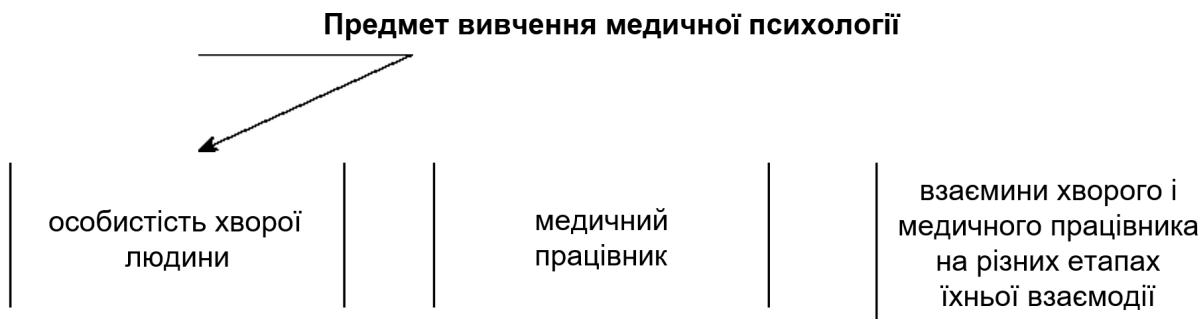 Предмет вивчення медичної психології
особистість хворої
людини
медичний
працівник
взаємини хворого і
медичного працівника
на різних етапах
їхньої взаємодії